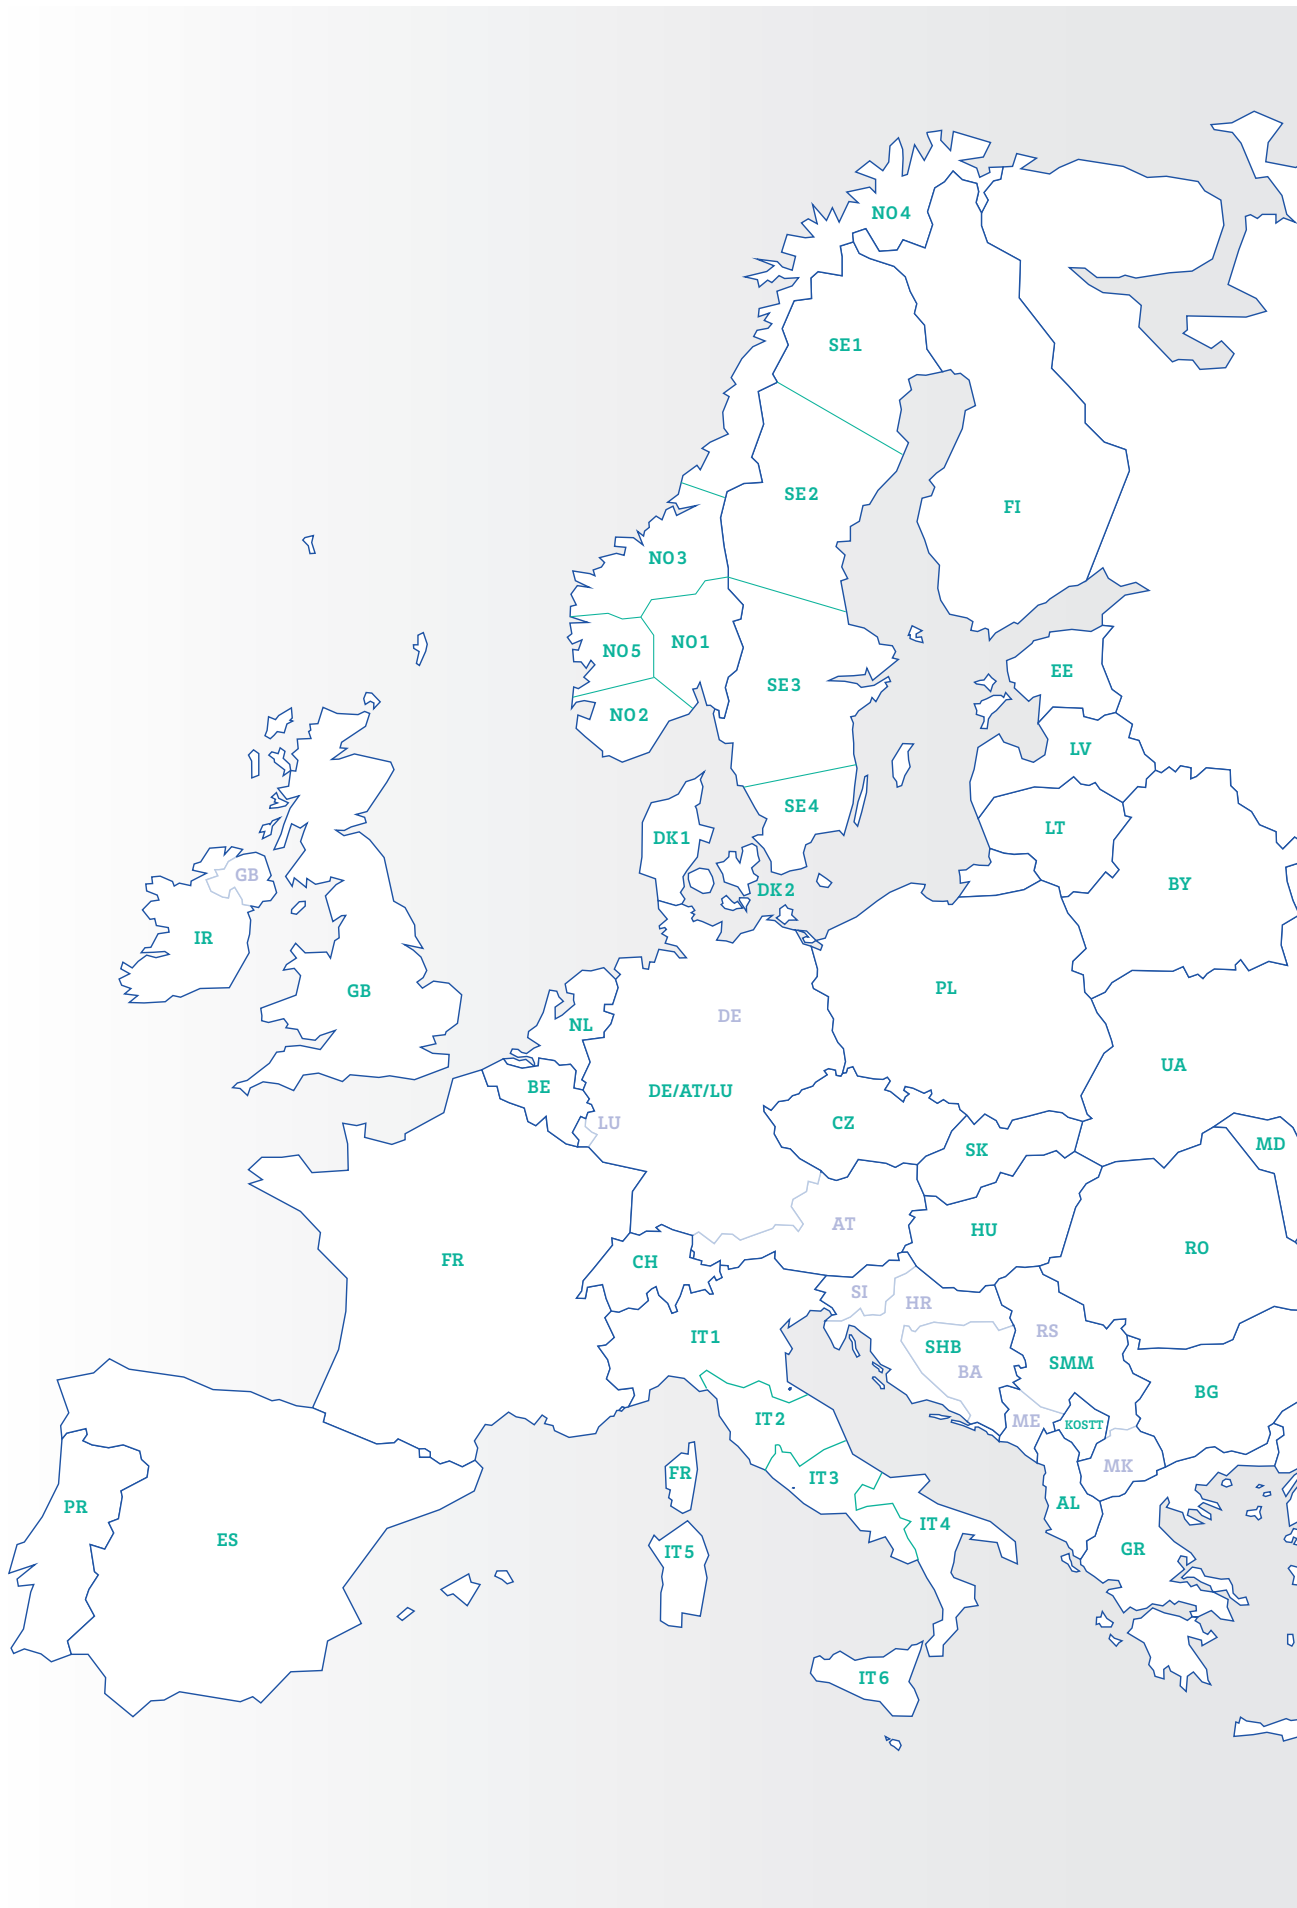 NO4
SE1
SE2
FI
NO3
NO1
NO5
EE
SE3
NO2
LV
SE4
LT
DK1
GB
BY
DK2
IR
PL
GB
DE
NL
UA
BE
DE/AT/LU
LU
CZ
MD
SK
AT
HU
RO
FR
CH
SI
HR
RS
IT1
SHB
SMM
BA
BG
IT2
ME
KOSTT
MK
FR
IT3
AL
PR
IT4
ES
GR
IT5
IT6